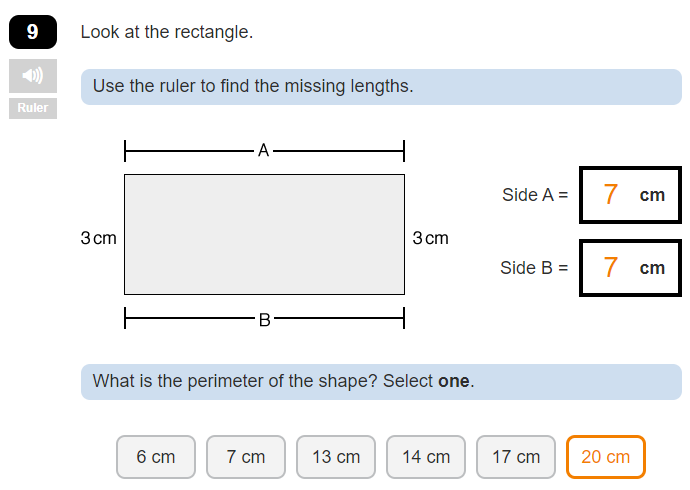 9
Look at the rectangle.
Ruler
Use the ruler to find the missing lengths.
A
3 cm
3 cm
B
Side A = 7 cm
Side B = 7 cm
What is the perimeter of the shape? Select one.
6 cm
7 cm
13 cm
14 cm
17 cm
20 cm